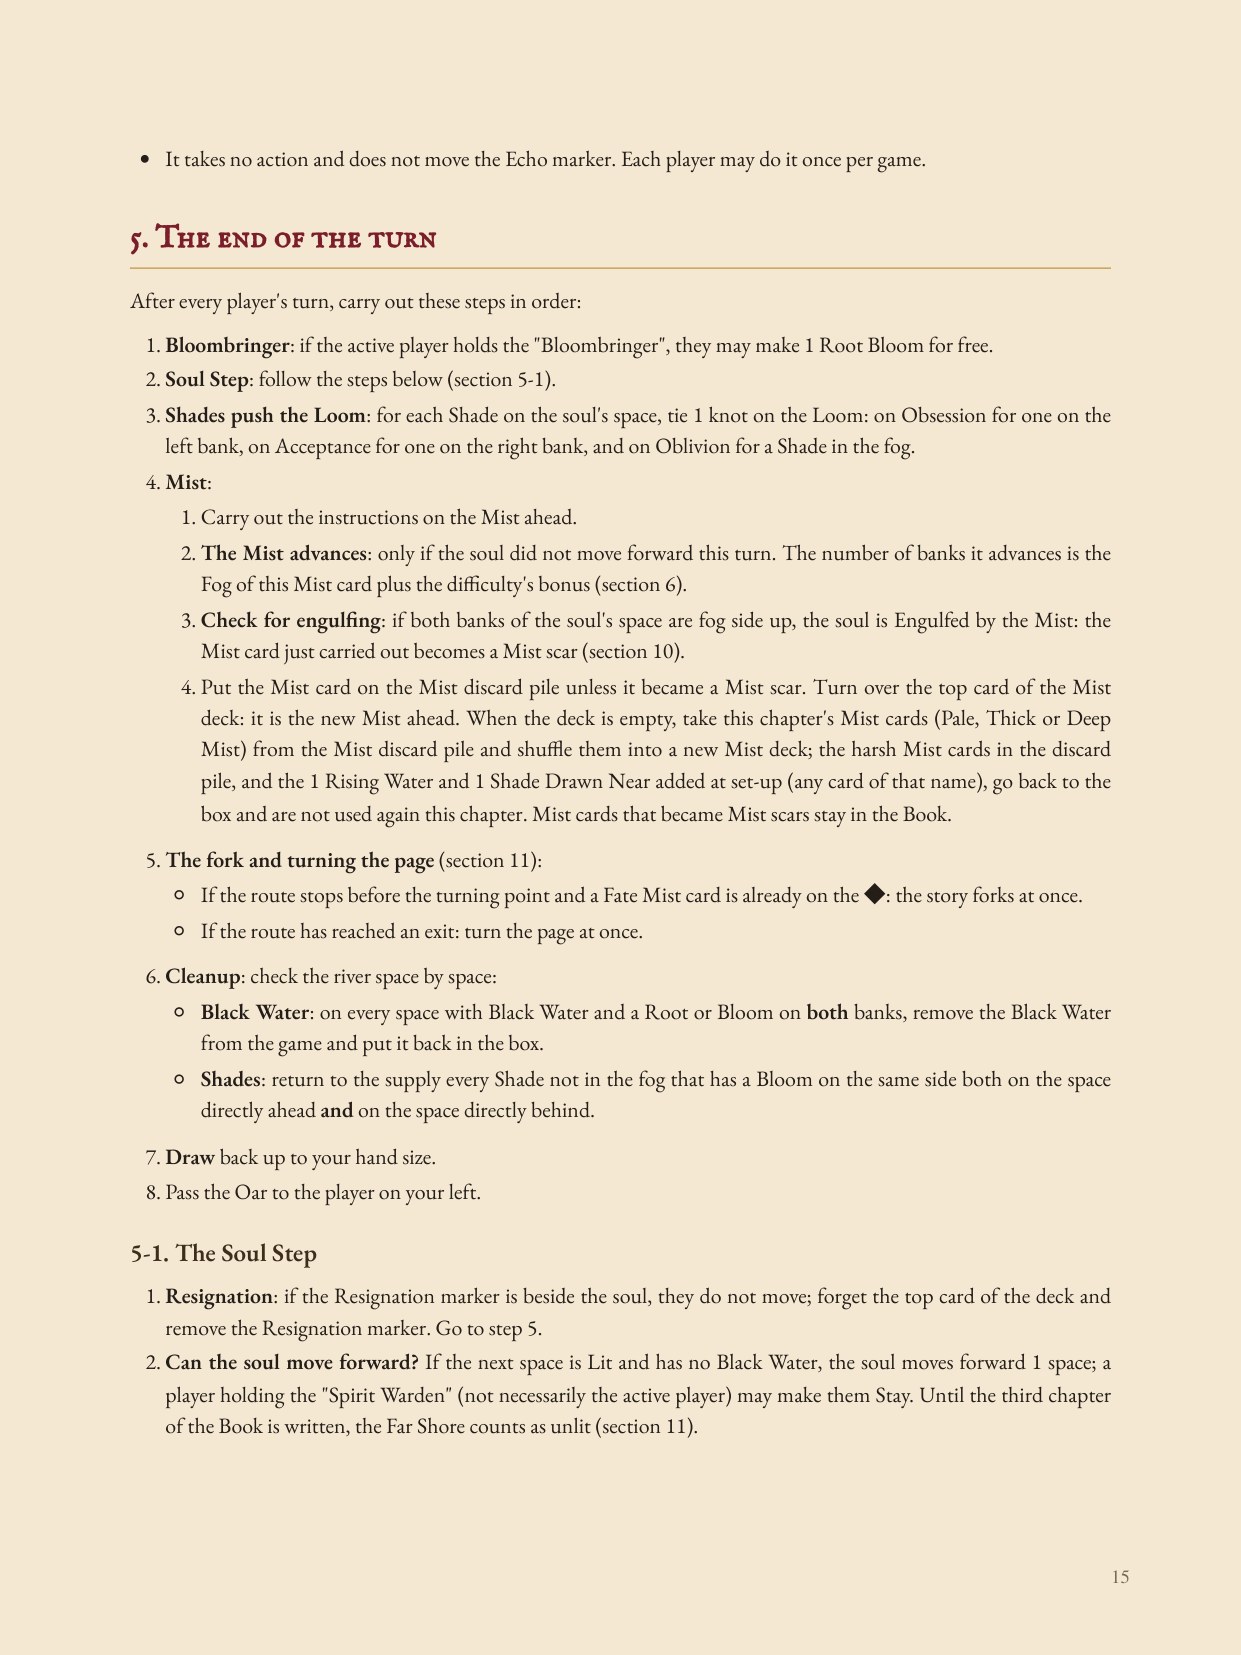 • It takes no action and does not move the Echo marker. Each player may do it once per game.
5. The end of the turn
After every player's turn, carry out these steps in order:
1. Bloombringer: if the active player holds the "Bloombringer", they may make 1 Root Bloom for free.
2. Soul Step: follow the steps below (section 5-1).
3. Shades push the Loom: for each Shade on the soul's space, tie 1 knot on the Loom: on Obsession for one on the
left bank, on Acceptance for one on the right bank, and on Oblivion for a Shade in the fog.
4. Mist:
1. Carry out the instructions on the Mist ahead.
2. The Mist advances: only if the soul did not move forward this turn. The number of banks it advances is the
Fog of this Mist card plus the difficulty's bonus (section 6).
3. Check for engulfing: if both banks of the soul's space are fog side up, the soul is Engulfed by the Mist: the
Mist card just carried out becomes a Mist scar (section 10).
4. Put the Mist card on the Mist discard pile unless it became a Mist scar. Turn over the top card of the Mist
deck: it is the new Mist ahead. When the deck is empty, take this chapter's Mist cards (Pale, Thick or Deep
Mist) from the Mist discard pile and shuffle them into a new Mist deck; the harsh Mist cards in the discard
pile, and the 1 Rising Water and 1 Shade Drawn Near added at set-up (any card of that name), go back to the
box and are not used again this chapter. Mist cards that became Mist scars stay in the Book.
5. The fork and turning the page (section 11):
◦ If the route stops before the turning point and a Fate Mist card is already on the ◆: the story forks at once.
◦ If the route has reached an exit: turn the page at once.
6. Cleanup: check the river space by space:
◦ Black Water: on every space with Black Water and a Root or Bloom on both banks, remove the Black Water
from the game and put it back in the box.
◦ Shades: return to the supply every Shade not in the fog that has a Bloom on the same side both on the space
directly ahead and on the space directly behind.
7. Draw back up to your hand size.
8. Pass the Oar to the player on your left.
5-1. The Soul Step
1. Resignation: if the Resignation marker is beside the soul, they do not move; forget the top card of the deck and
remove the Resignation marker. Go to step 5.
2. Can the soul move forward? If the next space is Lit and has no Black Water, the soul moves forward 1 space; a
player holding the "Spirit Warden" (not necessarily the active player) may make them Stay. Until the third chapter
of the Book is written, the Far Shore counts as unlit (section 11).
15